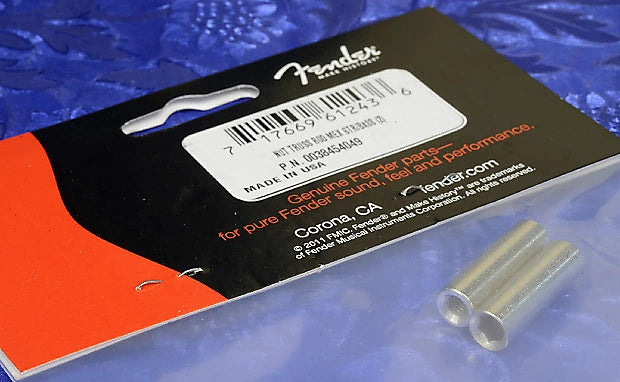 Fender
MAKE HISTORY
7 17669 61243 6
NUT TRUSS ROD MEX GTR/BASS (2)
P.N. 0038454049
MADE IN USA
Genuine Fender parts—
for pure Fender sound, feel and performance.
Corona, CA fender.com
© 2011 FMIC, Fender® and Make History™ are trademarks
of Fender Musical Instruments Corporation. All rights reserved.